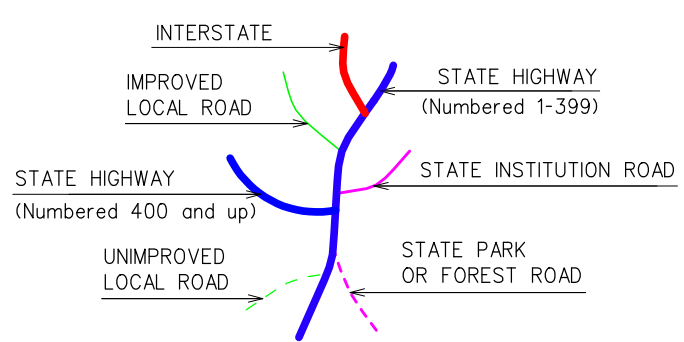 INTERSTATE
STATE HIGHWAY
(Numbered 1-399)
IMPROVED
LOCAL ROAD
STATE INSTITUTION ROAD
STATE HIGHWAY
(Numbered 400 and up)
UNIMPROVED
LOCAL ROAD
STATE PARK
OR FOREST ROAD